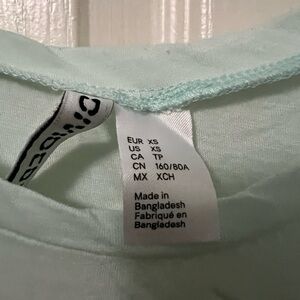 EUR XS
US XS
CA TP
CN 160/80A
MX XCH
Made in
Bangladesh
Fabriqué en
Bangladesh